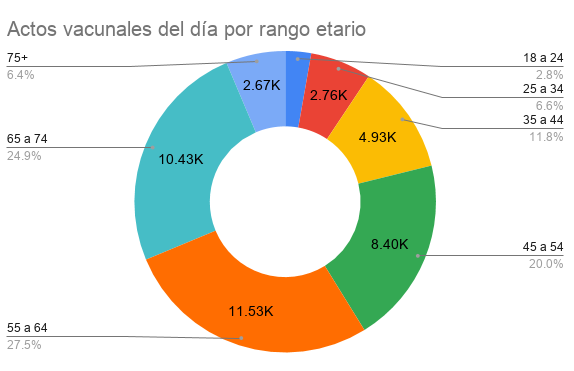 Actos vacunales del día por rango etario
75+
6.4%
18 a 24
2.8%
25 a 34
6.6%
35 a 44
11.8%
2.67K
2.76K
4.93K
65 a 74
24.9%
10.43K
8.40K
45 a 54
20.0%
11.53K
55 a 64
27.5%